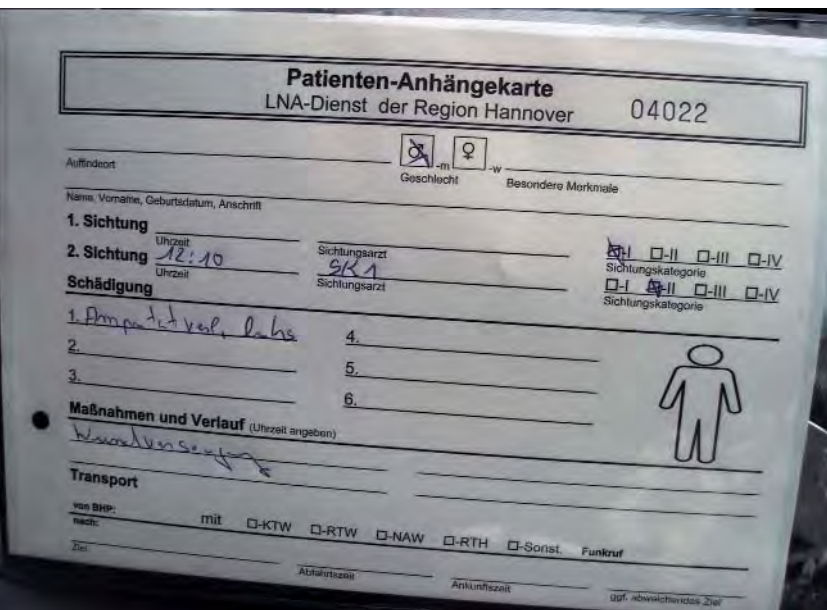 Patienten-Anhängekarte
LNA-Dienst der Region Hannover 04022
♂ -m ♀ -w
Auffindeort Geschlecht Besondere Merkmale
Name, Vorname, Geburtsdatum, Anschrift
1. Sichtung
Uhrzeit Sichtungsarzt ☒-I ☐-II ☐-III ☐-IV
Sichtungskategorie
2. Sichtung 12:10 SK1
Uhrzeit Sichtungsarzt ☐-I ☒-II ☐-III ☐-IV
Sichtungskategorie
Schädigung
1. 4.
2. 5.
3. 6.
Maßnahmen und Verlauf (Uhrzeit angeben)
Wundversorgung
Transport
von BHP:
nach: mit ☐-KTW ☐-RTW ☐-NAW ☐-RTH ☐-Sonst. Funkruf
Ziel Abfahrtszeit Ankunftszeit ggf. abweichendes Ziel